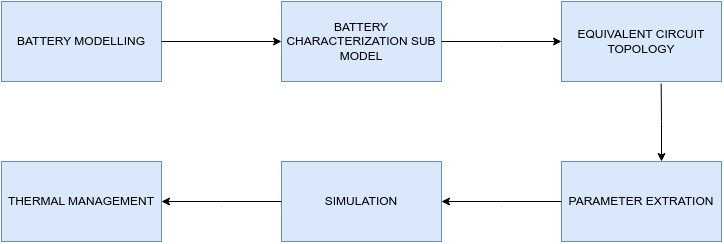 BATTERY MODELLING
BATTERY
CHARACTERIZATION SUB
MODEL
EQUIVALENT CIRCUIT
TOPOLOGY
PARAMETER EXTRATION
SIMULATION
THERMAL MANAGEMENT